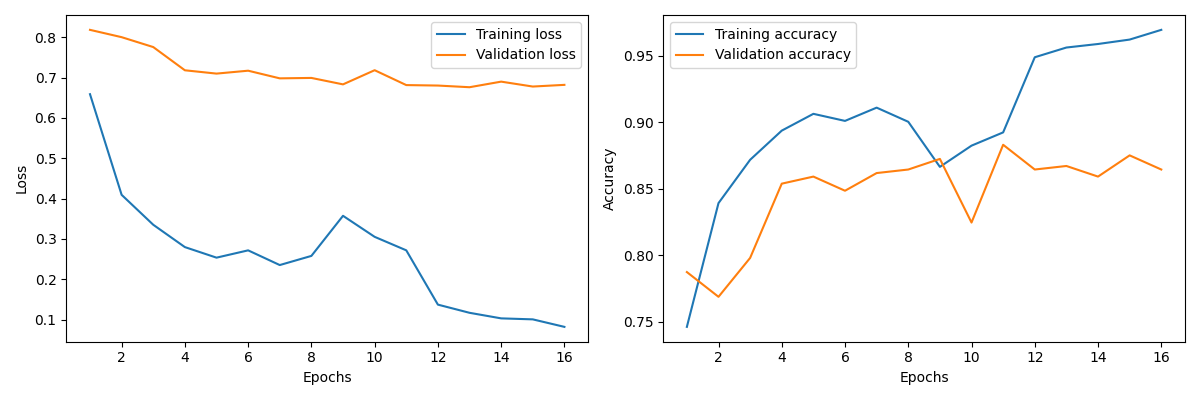 Training loss
Validation loss
0.8
0.7
0.6
0.5
0.4
0.3
0.2
0.1
Loss
2 4 6 8 10 12 14 16
Epochs
Training accuracy
Validation accuracy
0.95
0.90
0.85
0.80
0.75
Accuracy
2 4 6 8 10 12 14 16
Epochs